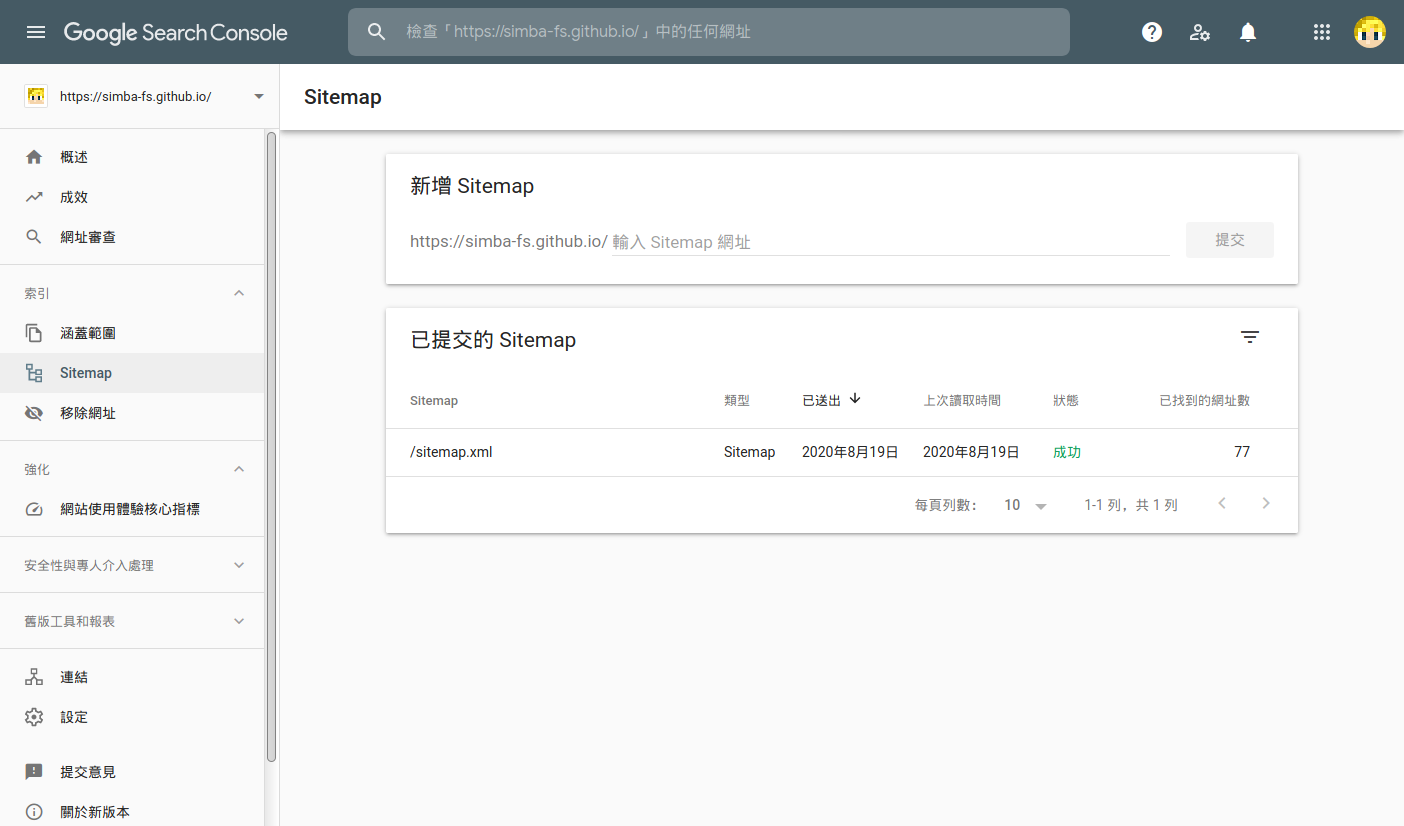 Google Search Console
檢查「https://simba-fs.github.io/」中的任何網址
https://simba-fs.github.io/
概述
成效
網址審查
索引
涵蓋範圍
Sitemap
移除網址
強化
網站使用體驗核心指標
安全性與專人介入處理
舊版工具和報表
連結
設定
提交意見
關於新版本
Sitemap
新增 Sitemap
https://simba-fs.github.io/ 輸入 Sitemap 網址
提交
已提交的 Sitemap
Sitemap 類型 已送出 上次讀取時間 狀態 已找到的網址數
/sitemap.xml Sitemap 2020年8月19日 2020年8月19日 成功 77
每頁列數： 10 1-1 列，共 1 列